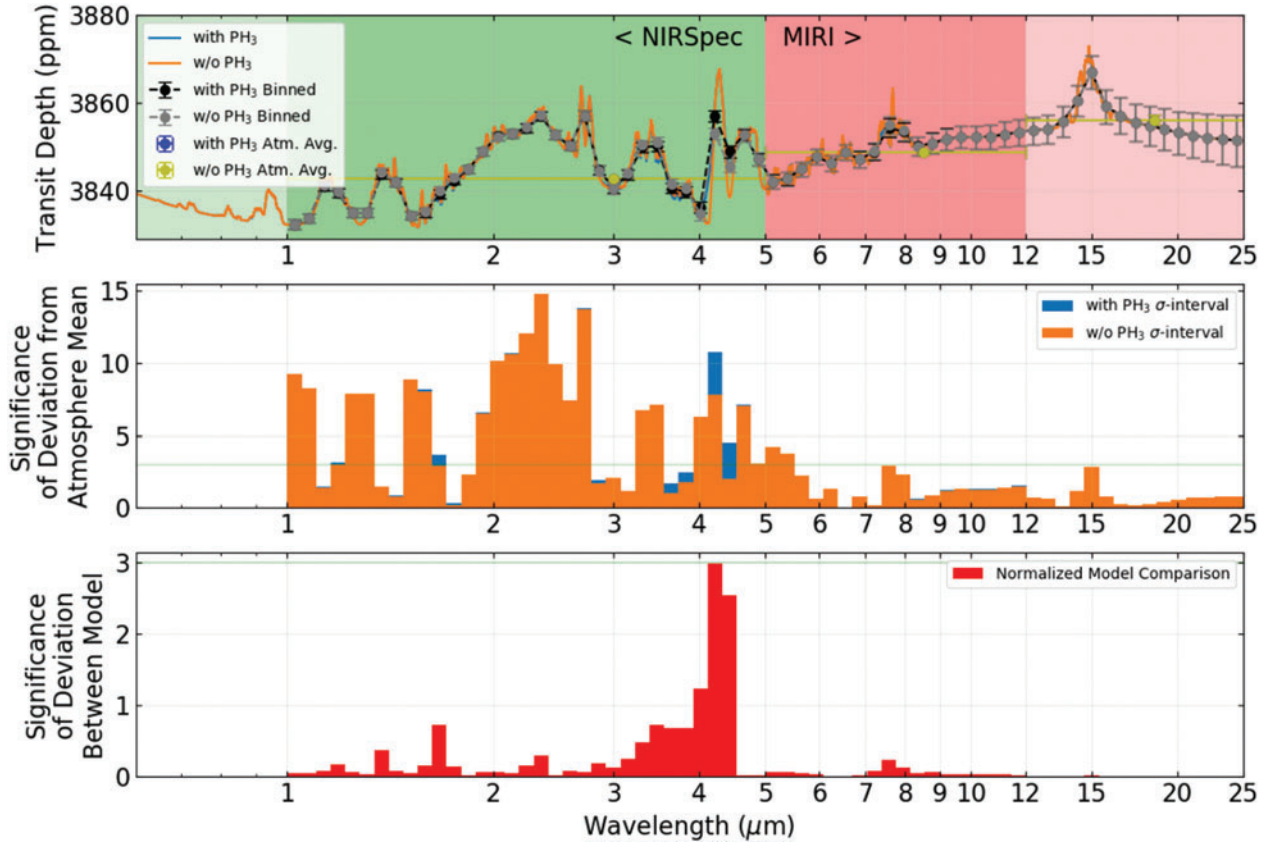 3880
3860
3840
Transit Depth (ppm)
with PH₃
w/o PH₃
with PH₃ Binned
w/o PH₃ Binned
with PH₃ Atm. Avg.
w/o PH₃ Atm. Avg.
< NIRSpec
MIRI >
1 2 3 4 5 6 7 8 9 10 12 15 20 25
15
10
5
0
Significance
of Deviation from
Atmosphere Mean
with PH₃ σ-interval
w/o PH₃ σ-interval
1 2 3 4 5 6 7 8 9 10 12 15 20 25
3
2
1
0
Significance
of Deviation
Between Model
Normalized Model Comparison
1 2 3 4 5 6 7 8 9 10 12 15 20 25
Wavelength (μm)